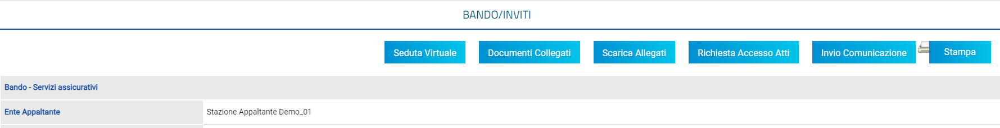 BANDO/INVITI
Seduta Virtuale Documenti Collegati Scarica Allegati Richiesta Accesso Atti Invio Comunicazione Stampa
Bando - Servizi assicurativi
Ente Appaltante Stazione Appaltante Demo_01